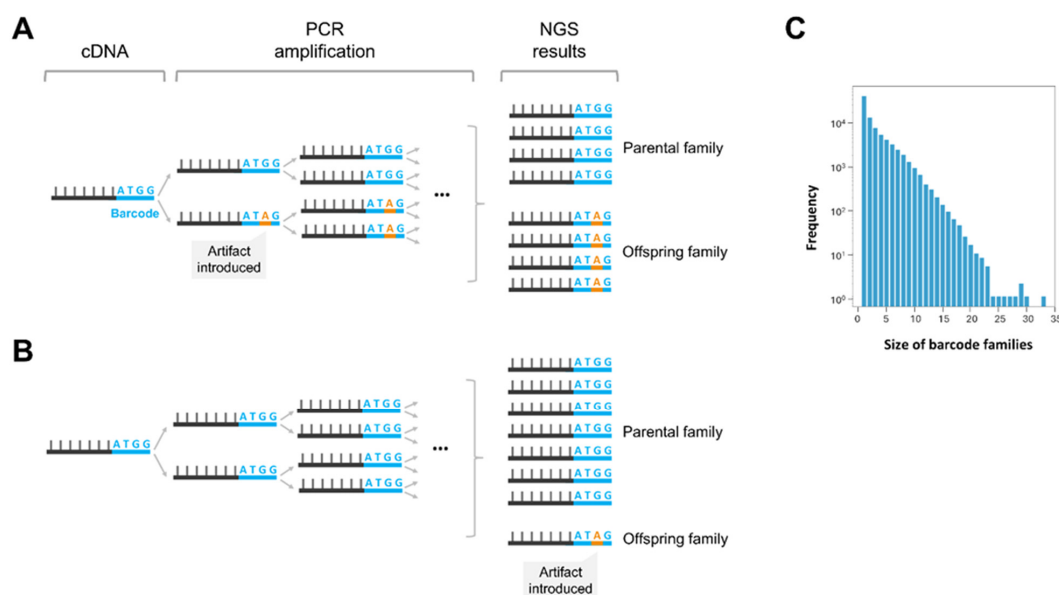 A
cDNA
PCR
amplification
NGS
results
ATGG
Barcode
ATGG
ATAG
Artifact
introduced
ATGG
ATGG
ATAG
ATAG
•••
ATGG
ATGG
ATGG
ATGG
Parental family
ATAG
ATAG
ATAG
ATAG
Offspring family
B
ATGG
ATGG
ATGG
ATGG
ATGG
ATGG
ATGG
•••
ATGG
ATGG
ATGG
ATGG
ATGG
ATGG
ATGG
Parental family
ATAG
Offspring family
Artifact
introduced
C
Frequency
10⁴
10³
10²
10¹
10⁰
0 5 10 15 20 25 30 35
Size of barcode families